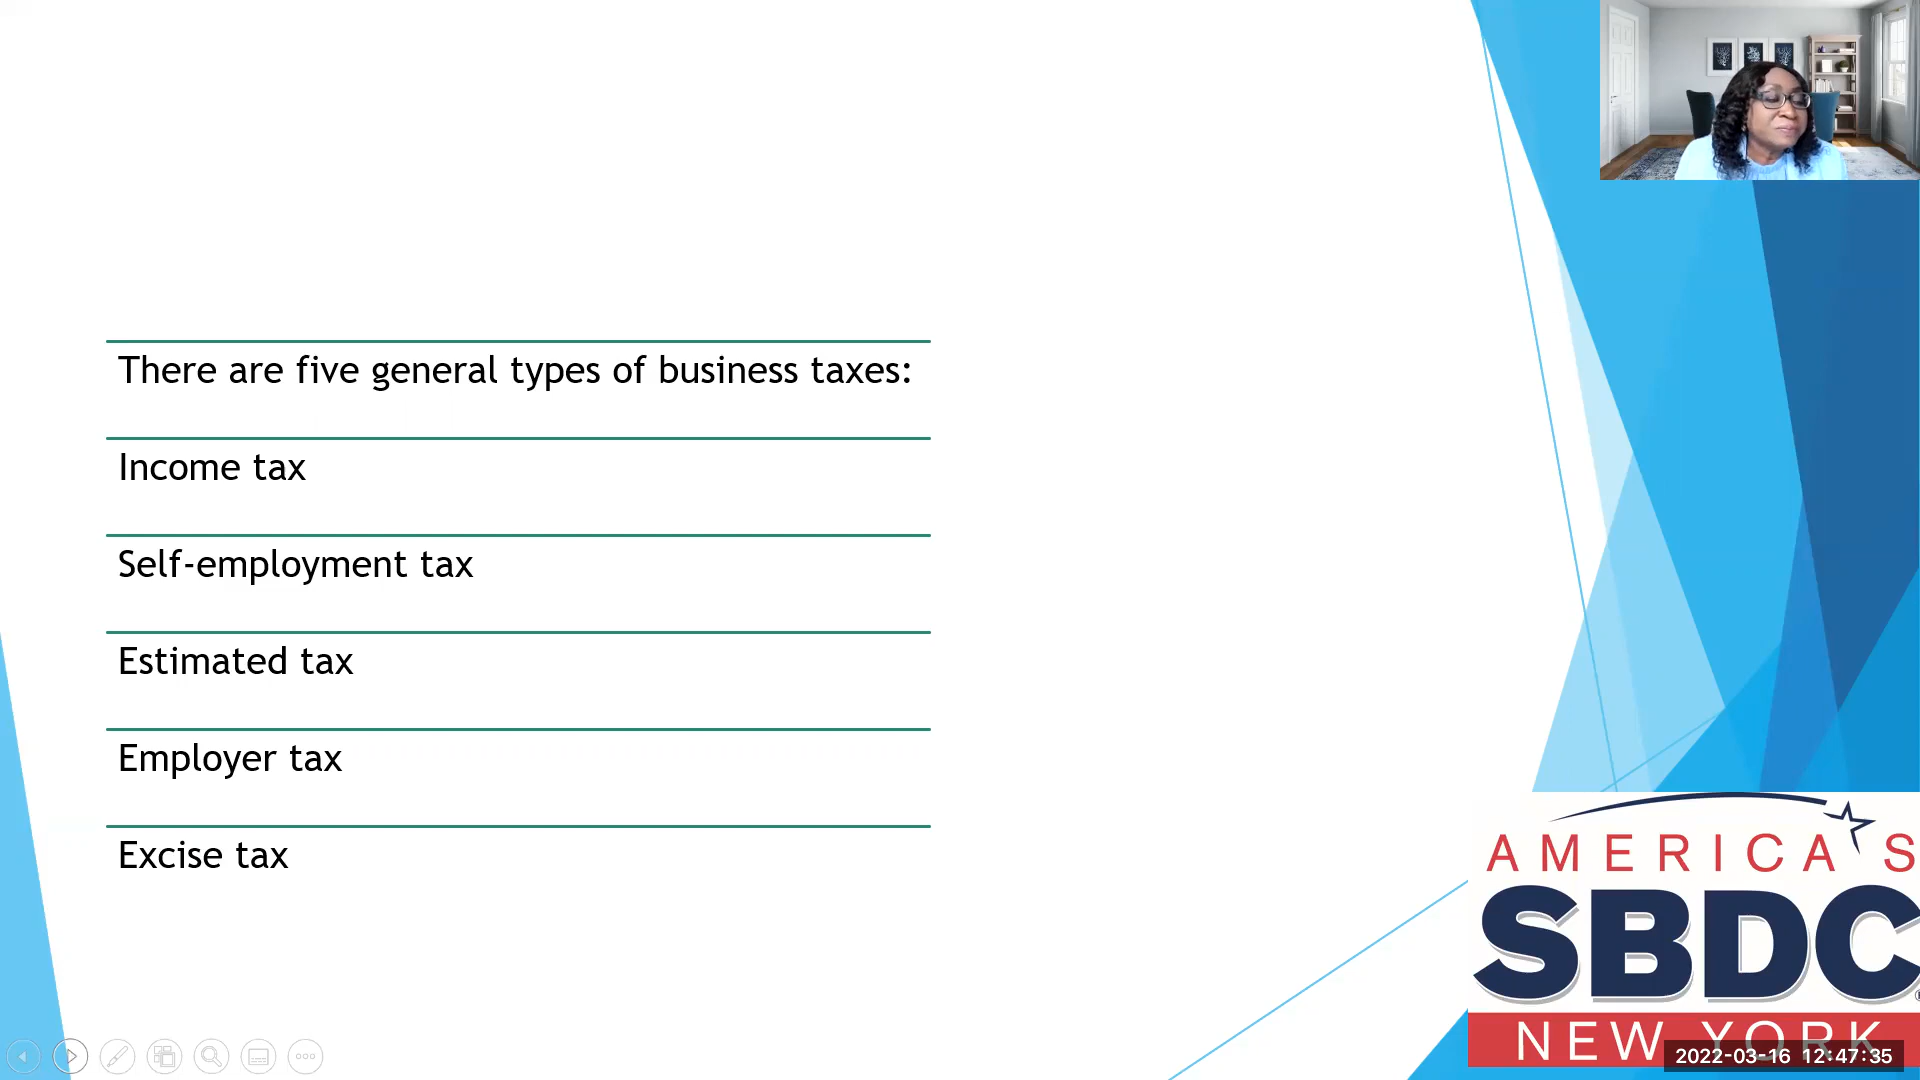 There are five general types of business taxes:
Income tax
Self-employment tax
Estimated tax
Employer tax
Excise tax
AMERICA'S
SBDC
NEW YORK
2022-03-16 12:47:35